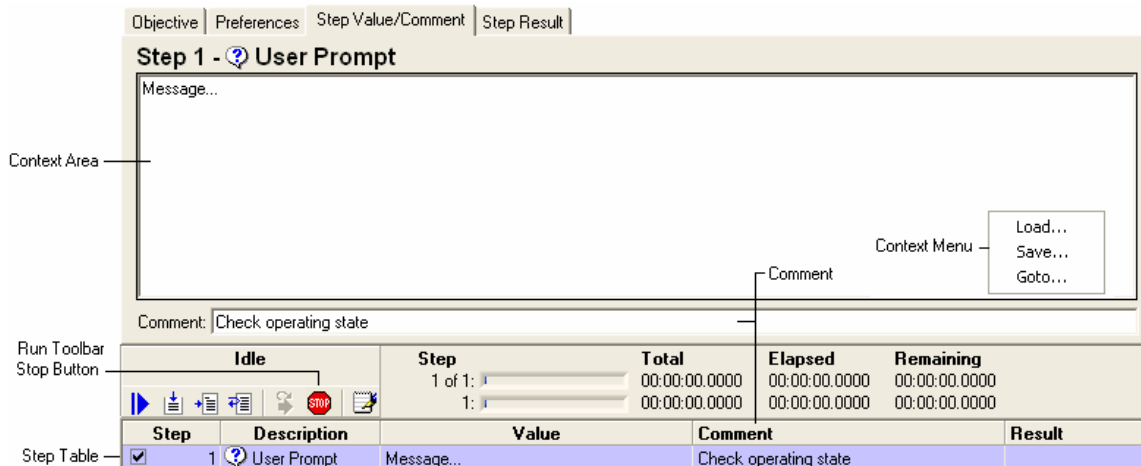 Objective Preferences Step Value/Comment Step Result
Step 1 - ? User Prompt
Message...
Context Area
Load...
Context Menu
Save...
Comment
Goto...
Comment: Check operating state
Run Toolbar
Stop Button
Idle Step Total Elapsed Remaining
1 of 1: 00:00:00.0000 00:00:00.0000 00:00:00.0000
STOP 1: 00:00:00.0000 00:00:00.0000 00:00:00.0000
Step Description Value Comment Result
Step Table 1 ? User Prompt Message... Check operating state